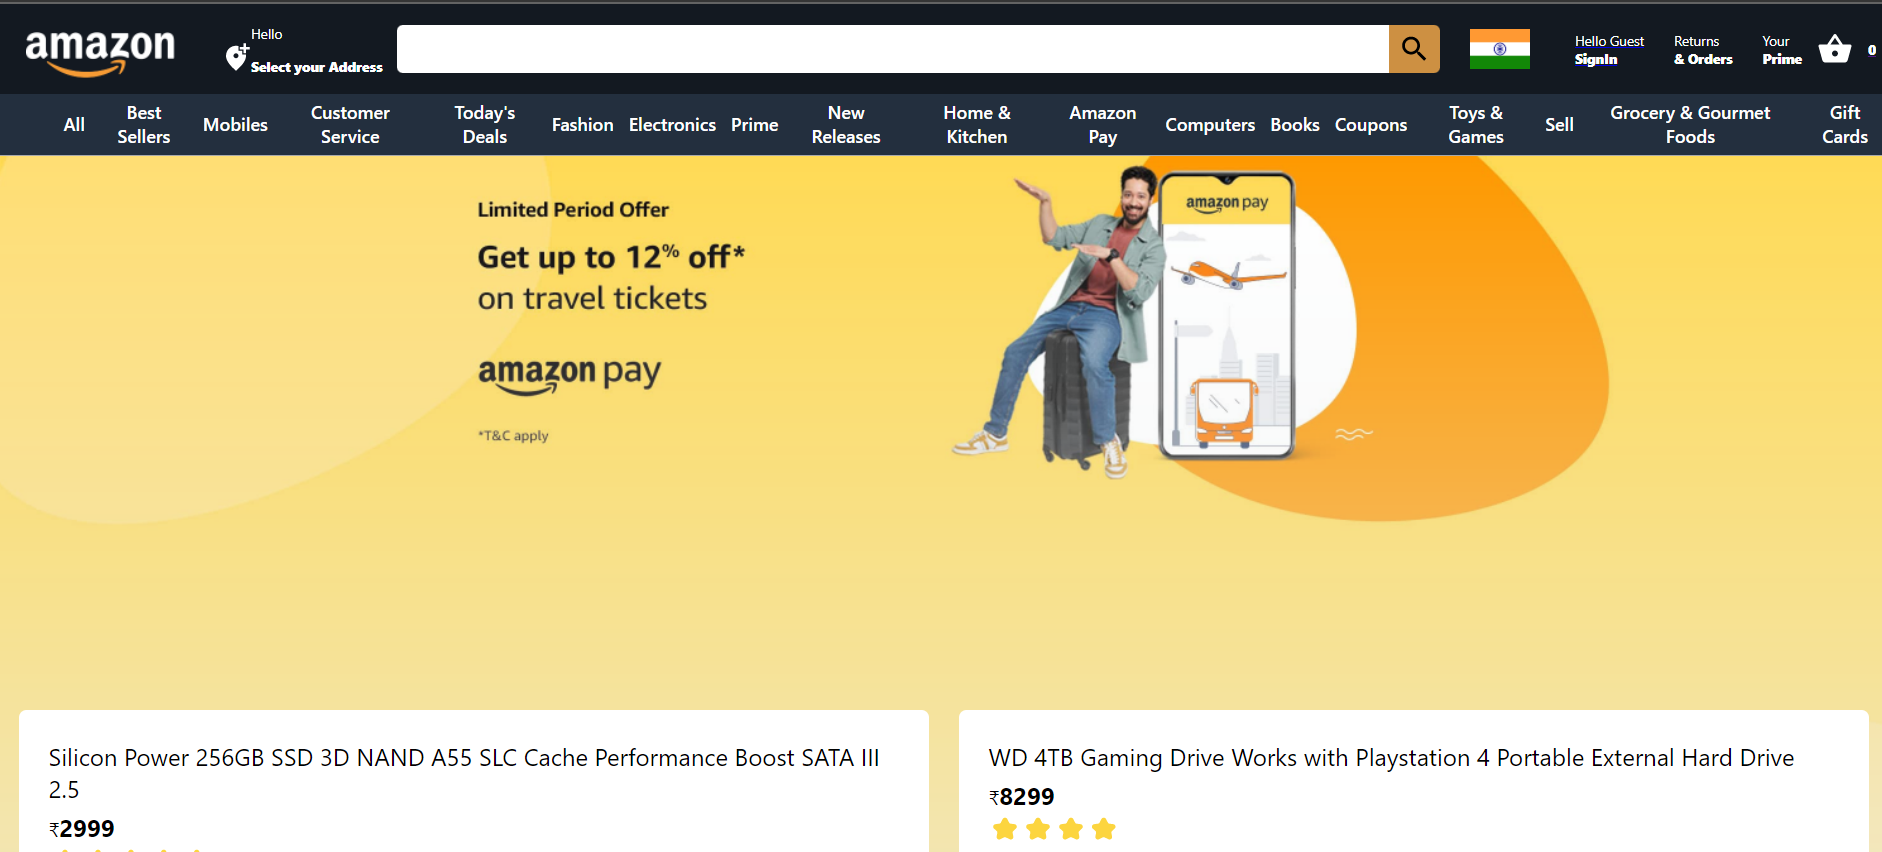 amazon
Hello
Select your Address
Hello Guest
SignIn
Returns
& Orders
Your
Prime
0
All
Best
Sellers
Mobiles
Customer
Service
Today's
Deals
Fashion
Electronics
Prime
New
Releases
Home &
Kitchen
Amazon
Pay
Computers
Books
Coupons
Toys &
Games
Sell
Grocery & Gourmet
Foods
Gift
Cards
Limited Period Offer
Get up to 12% off*
on travel tickets
amazon pay
*T&C apply
amazon pay
Silicon Power 256GB SSD 3D NAND A55 SLC Cache Performance Boost SATA III
2.5
₹2999
WD 4TB Gaming Drive Works with Playstation 4 Portable External Hard Drive
₹8299